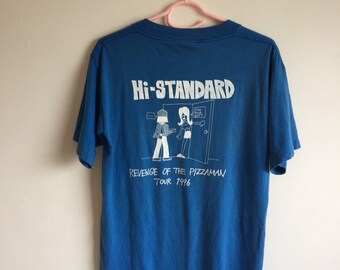 Hi-STANDARD
REVENGE OF THE PIZZAMAN
TOUR 1996